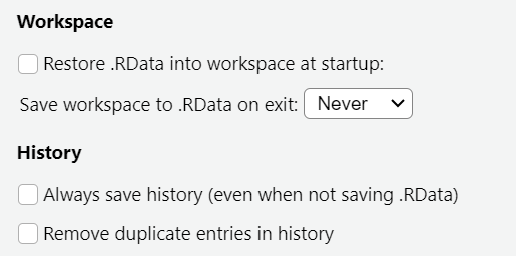 Workspace
Restore .RData into workspace at startup:
Save workspace to .RData on exit: Never
History
Always save history (even when not saving .RData)
Remove duplicate entries in history